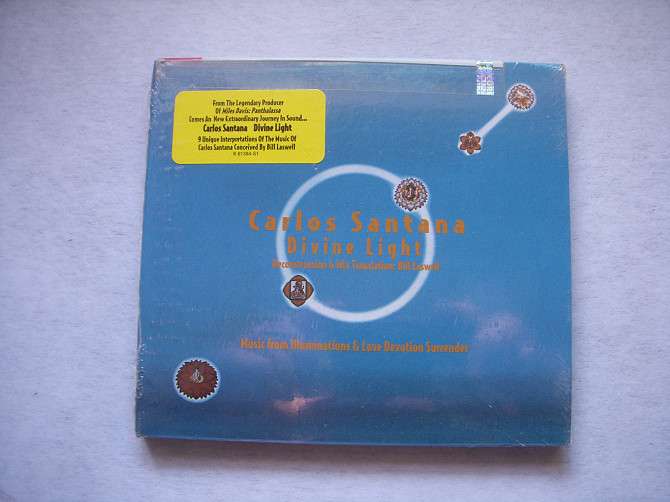 From The Legendary Producer
Of Miles Davis: Panthalassa
Comes An New Extraordinary Journey In Sound...
Carlos Santana Divine Light
9 Unique Interpretations Of The Music Of
Carlos Santana Conceived By Bill Laswell
Carlos Santana
Divine Light
Reconstruction & Mix Translation: Bill Laswell
Music from Illuminations & Love Devotion Surrender